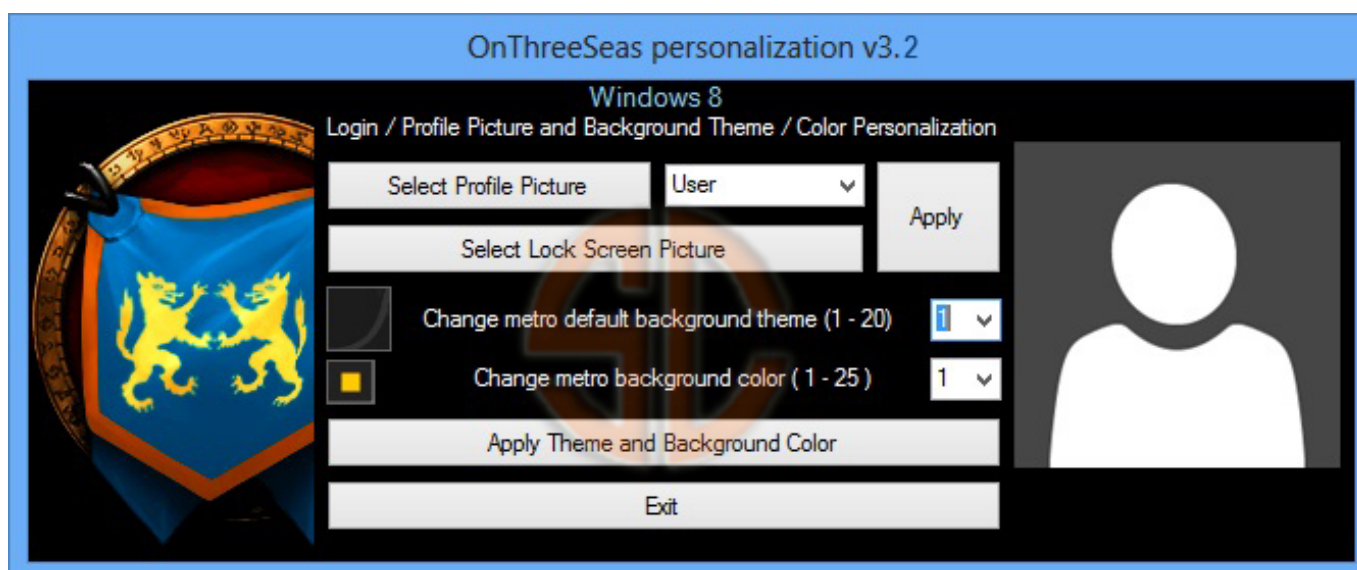 OnThreeSeas personalization v3.2
Windows 8
Login / Profile Picture and Background Theme / Color Personalization
Select Profile Picture
User
Apply
Select Lock Screen Picture
Change metro default background theme (1 - 20)
1
Change metro background color ( 1 - 25 )
1
Apply Theme and Background Color
Exit